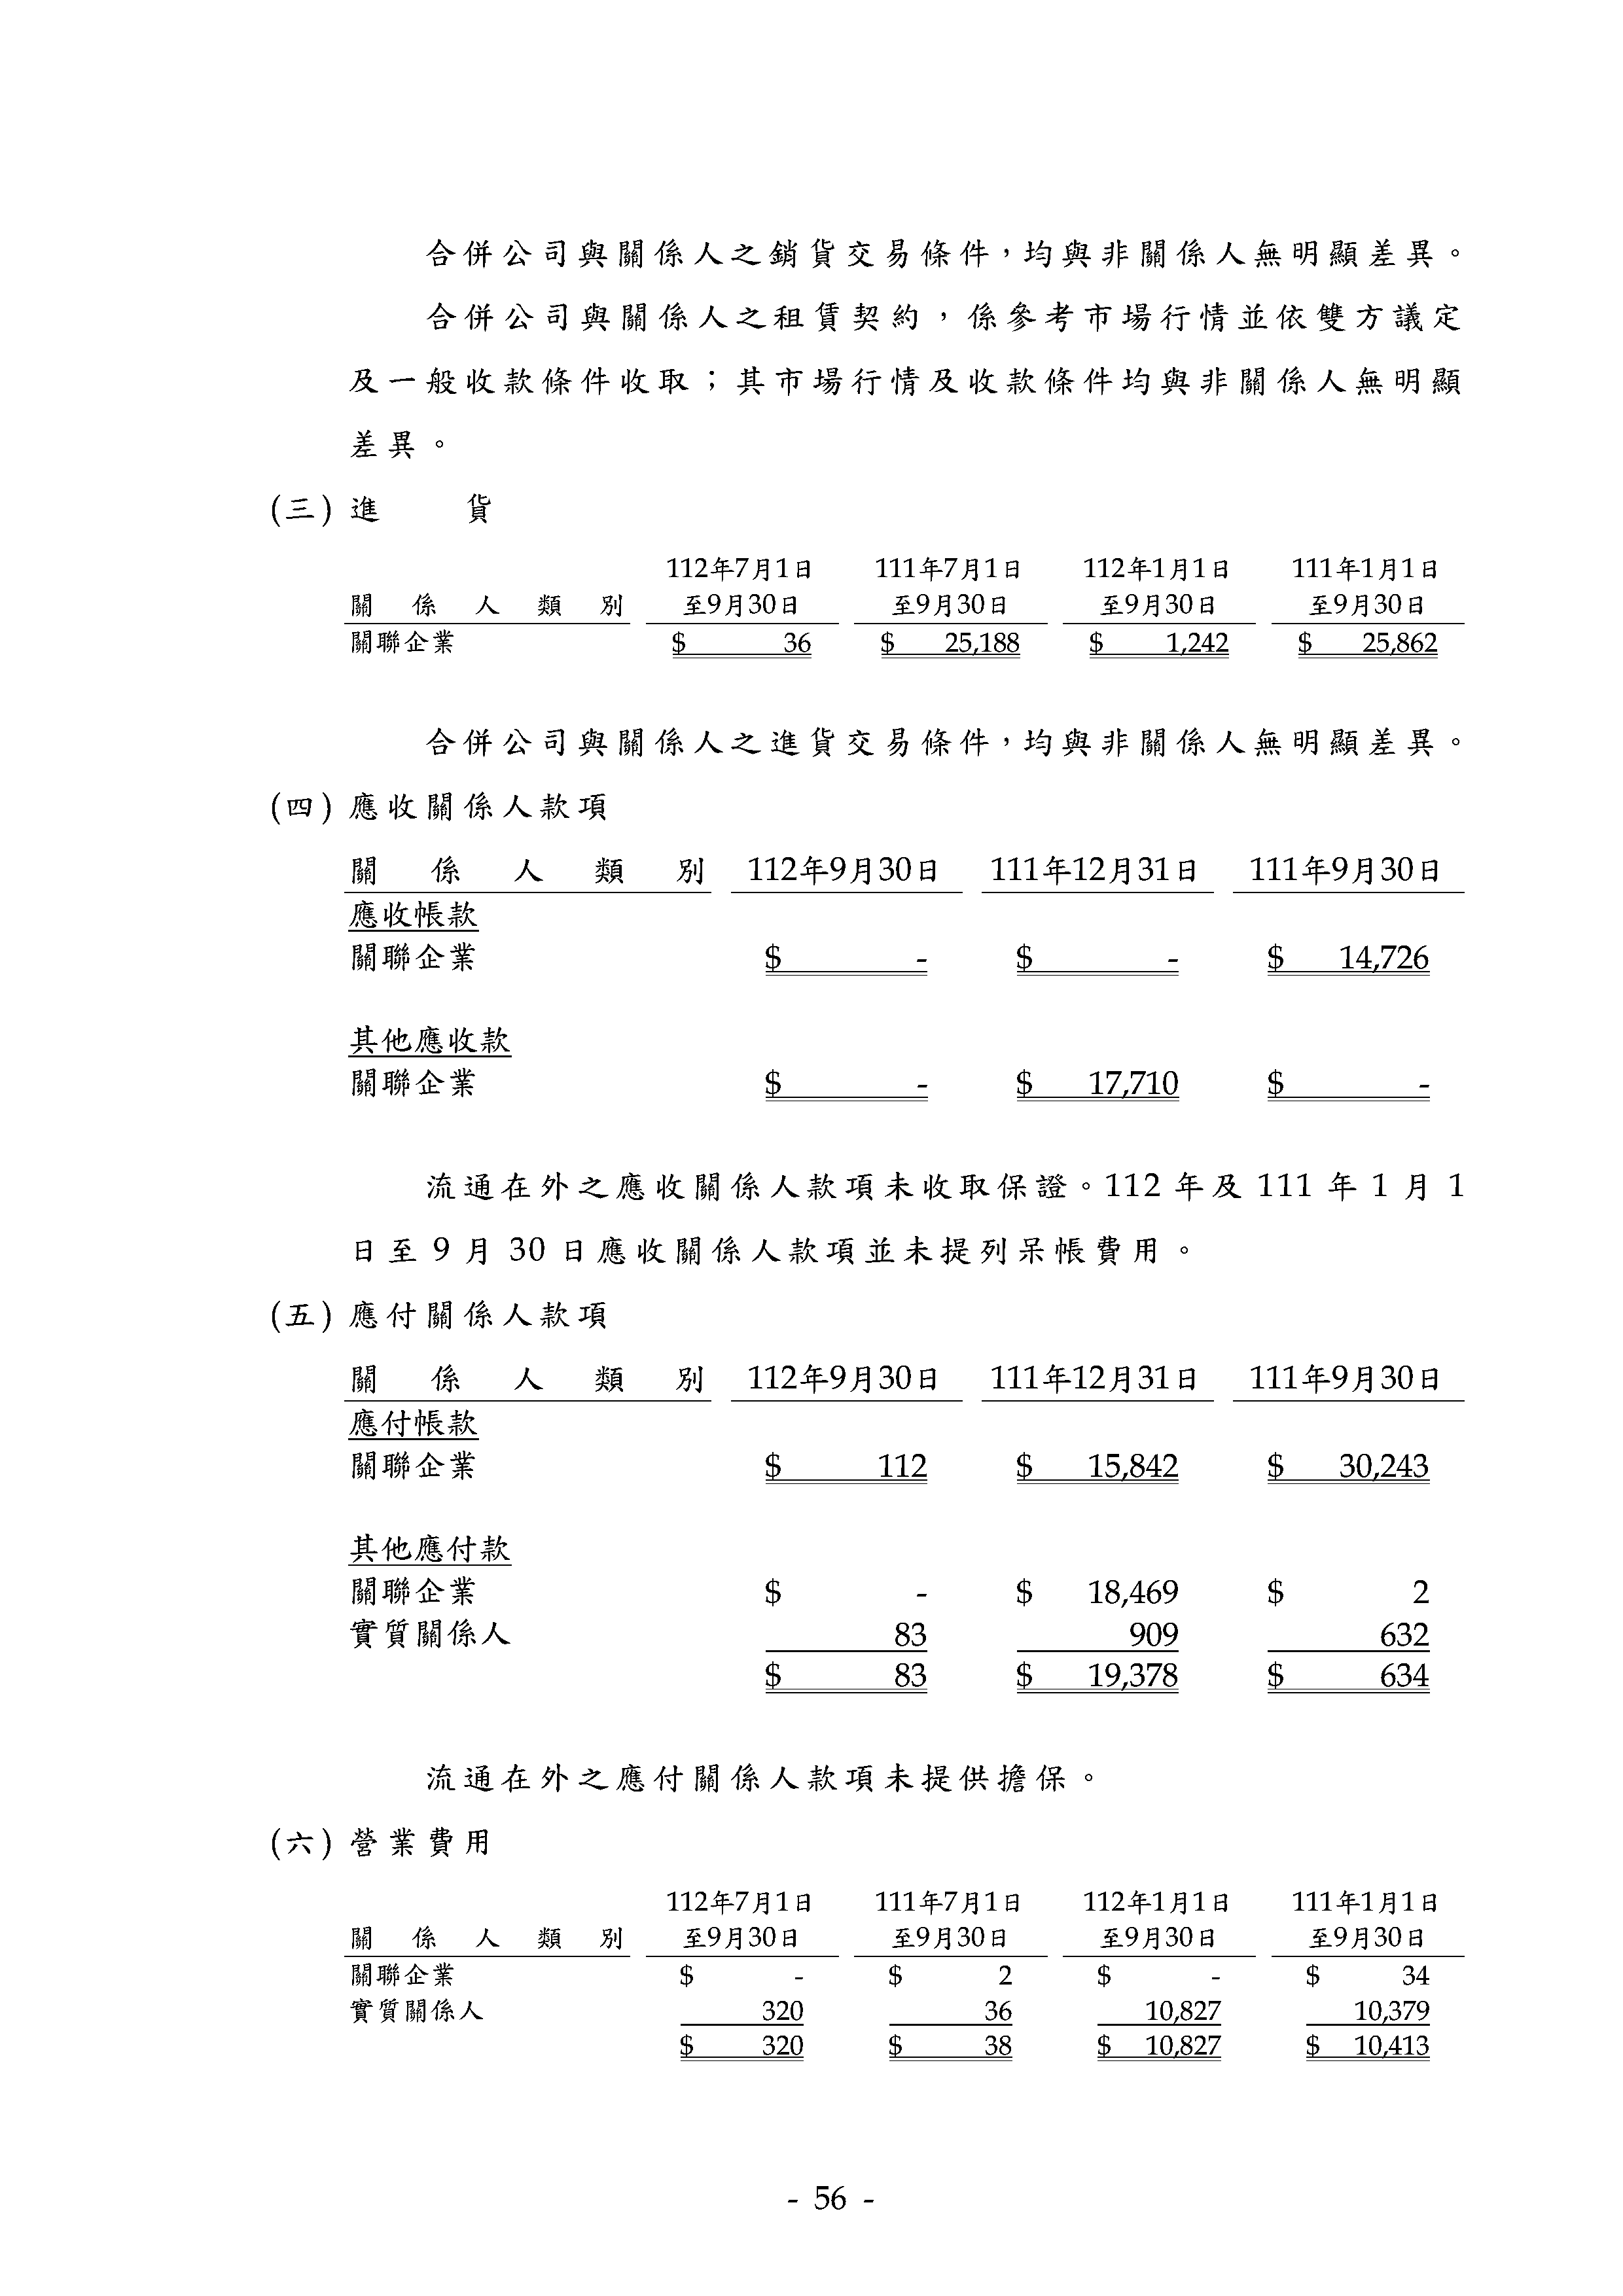 合併公司與關係人之銷貨交易條件，均與非關係人無明顯差異。
合併公司與關係人之租賃契約，係參考市場行情並依雙方議定
及一般收款條件收取；其市場行情及收款條件均與非關係人無明顯
差異。
(三) 進 貨
112年7月1日 111年7月1日 112年1月1日 111年1月1日
關 係 人 類 別 至9月30日 至9月30日 至9月30日 至9月30日
關聯企業 $ 36 $ 25,188 $ 1,242 $ 25,862
合併公司與關係人之進貨交易條件，均與非關係人無明顯差異。
(四) 應收關係人款項
關 係 人 類 別 112年9月30日 111年12月31日 111年9月30日
應收帳款
關聯企業 $ - $ - $ 14,726
其他應收款
關聯企業 $ - $ 17,710 $ -
流通在外之應收關係人款項未收取保證。112 年及 111 年 1 月 1
日至 9 月 30 日應收關係人款項並未提列呆帳費用。
(五) 應付關係人款項
關 係 人 類 別 112年9月30日 111年12月31日 111年9月30日
應付帳款
關聯企業 $ 112 $ 15,842 $ 30,243
其他應付款
關聯企業 $ - $ 18,469 $ 2
實質關係人 83 909 632
$ 83 $ 19,378 $ 634
流通在外之應付關係人款項未提供擔保。
(六) 營業費用
112年7月1日 111年7月1日 112年1月1日 111年1月1日
關 係 人 類 別 至9月30日 至9月30日 至9月30日 至9月30日
關聯企業 $ - $ 2 $ - $ 34
實質關係人 320 36 10,827 10,379
$ 320 $ 38 $ 10,827 $ 10,413
- 56 -